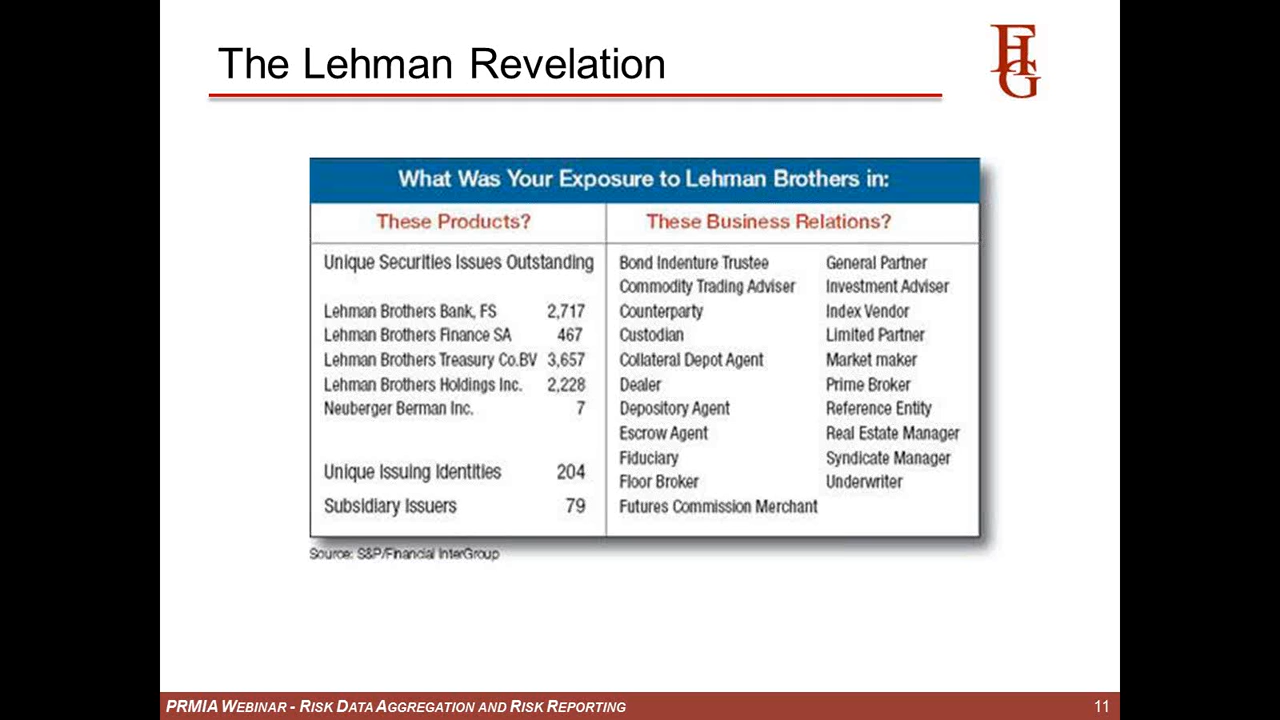 The Lehman Revelation
FIG
What Was Your Exposure to Lehman Brothers in:
These Products?
Unique Securities Issues Outstanding
Lehman Brothers Bank, FS 2,717
Lehman Brothers Finance SA 467
Lehman Brothers Treasury Co.BV 3,657
Lehman Brothers Holdings Inc. 2,228
Neuberger Berman Inc. 7
Unique Issuing Identities 204
Subsidiary Issuers 79
These Business Relations?
Bond Indenture Trustee
Commodity Trading Adviser
Counterparty
Custodian
Collateral Depot Agent
Dealer
Depository Agent
Escrow Agent
Fiduciary
Floor Broker
Futures Commission Merchant
General Partner
Investment Adviser
Index Vendor
Limited Partner
Market maker
Prime Broker
Reference Entity
Real Estate Manager
Syndicate Manager
Underwriter
Source: S&P/Financial InterGroup
PRMIA WEBINAR - RISK DATA AGGREGATION AND RISK REPORTING
11